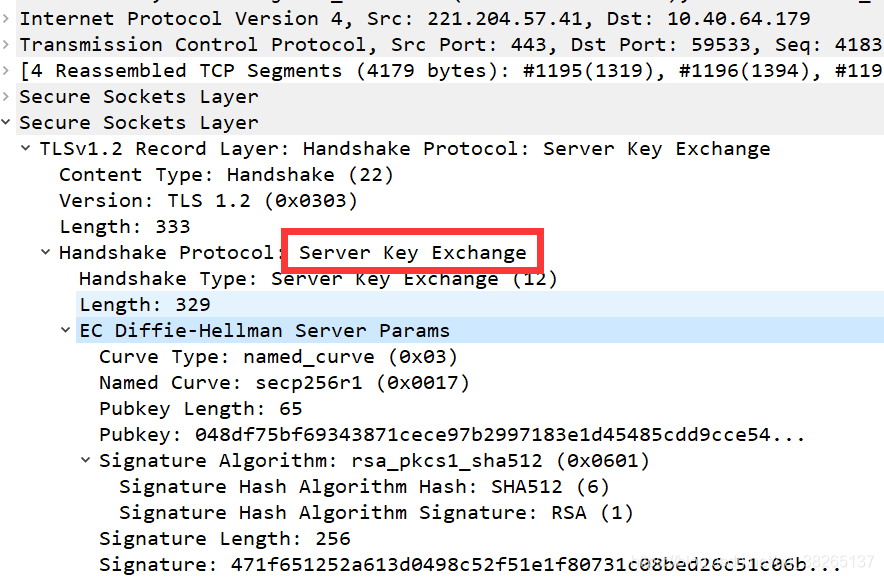 Internet Protocol Version 4, Src: 221.204.57.41, Dst: 10.40.64.179
Transmission Control Protocol, Src Port: 443, Dst Port: 59533, Seq: 4183
[4 Reassembled TCP Segments (4179 bytes): #1195(1319), #1196(1394), #119
Secure Sockets Layer
Secure Sockets Layer
TLSv1.2 Record Layer: Handshake Protocol: Server Key Exchange
Content Type: Handshake (22)
Version: TLS 1.2 (0x0303)
Length: 333
Handshake Protocol: Server Key Exchange
Handshake Type: Server Key Exchange (12)
Length: 329
EC Diffie-Hellman Server Params
Curve Type: named_curve (0x03)
Named Curve: secp256r1 (0x0017)
Pubkey Length: 65
Pubkey: 048df75bf69343871cece97b2997183e1d45485cdd9cce54...
Signature Algorithm: rsa_pkcs1_sha512 (0x0601)
Signature Hash Algorithm Hash: SHA512 (6)
Signature Hash Algorithm Signature: RSA (1)
Signature Length: 256
Signature: 471f651252a613d0498c52f51e1f80731c08bed26c51c06b...